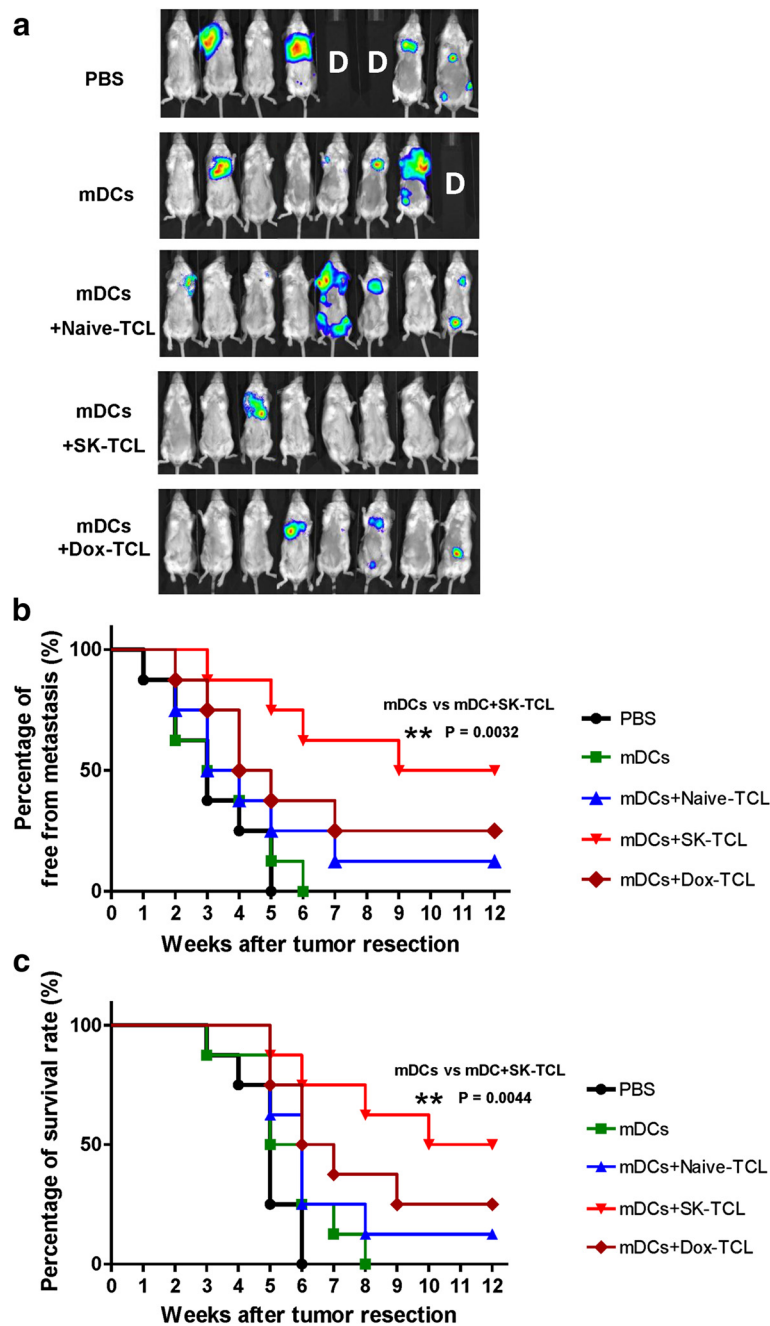 a
PBS
D D
mDCs
D
mDCs
+Naive-TCL
mDCs
+SK-TCL
mDCs
+Dox-TCL
b
Percentage of
free from metastasis (%)
100
50
0
0 1 2 3 4 5 6 7 8 9 10 11 12
Weeks after tumor resection
mDCs vs mDC+SK-TCL
** P = 0.0032
PBS
mDCs
mDCs+Naive-TCL
mDCs+SK-TCL
mDCs+Dox-TCL
c
Percentage of survival rate (%)
100
50
0
0 1 2 3 4 5 6 7 8 9 10 11 12
Weeks after tumor resection
mDCs vs mDC+SK-TCL
** P = 0.0044
PBS
mDCs
mDCs+Naive-TCL
mDCs+SK-TCL
mDCs+Dox-TCL